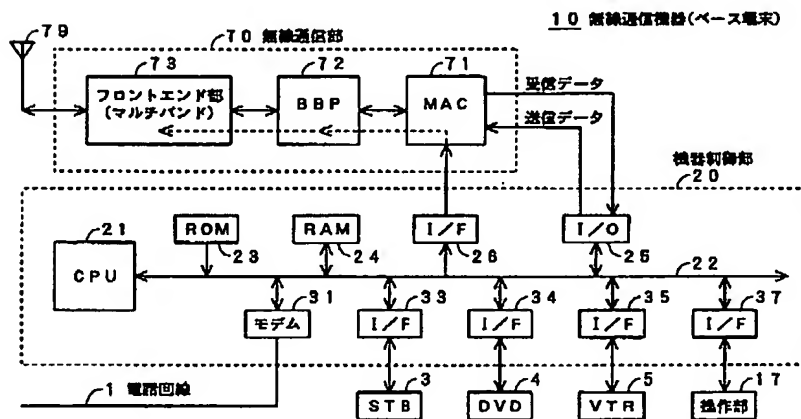 10 無線通信機器(ベース端末)
79
70 無線通信部
73
フロントエンド部
(マルチバンド)
72
BBP
71
MAC
受信データ
送信データ
機器制御部
20
21
CPU
ROM
23
RAM
24
I/F
26
I/O
25
22
31
モデム
33
I/F
34
I/F
35
I/F
37
I/F
1 電話回線
3
STB
4
DVD
5
VTR
17
操作部